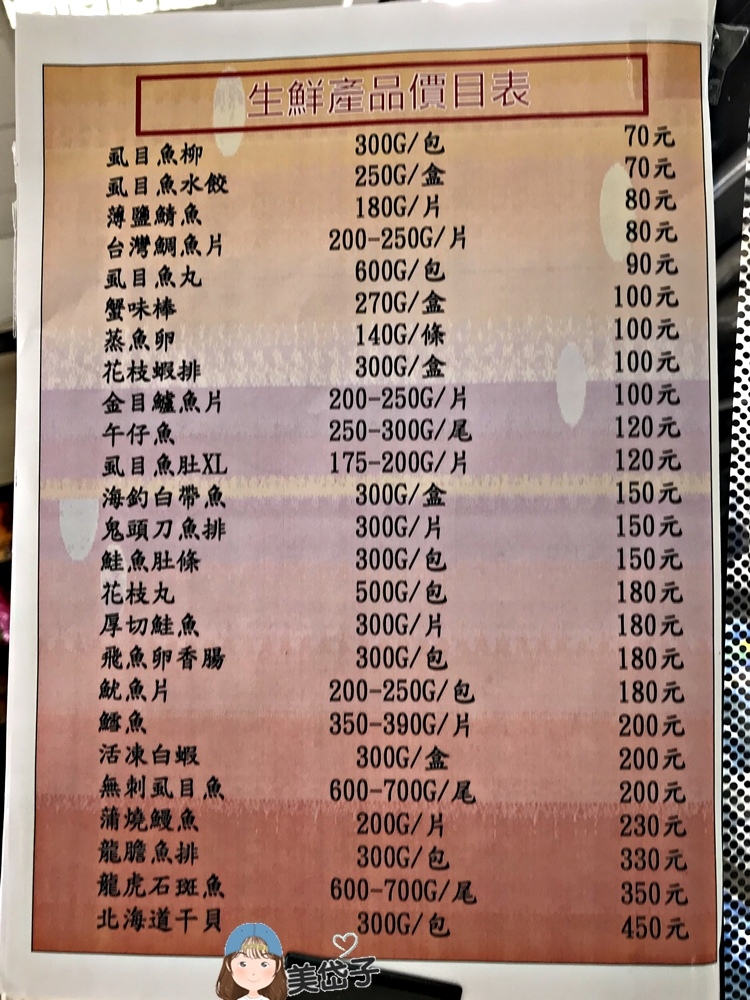 生鮮產品價目表
虱目魚柳 300G/包 70元
虱目魚水餃 250G/盒 70元
薄鹽鯖魚 180G/片 80元
台灣鯛魚片 200-250G/片 80元
虱目魚丸 600G/包 90元
蟹味棒 270G/盒 100元
蒸魚卵 140G/條 100元
花枝蝦排 300G/盒 100元
金目鱸魚片 200-250G/片 100元
午仔魚 250-300G/尾 120元
虱目魚肚XL 175-200G/片 120元
海釣白帶魚 300G/盒 150元
鬼頭刀魚排 300G/片 150元
鮭魚肚條 300G/包 150元
花枝丸 500G/包 180元
厚切鮭魚 300G/片 180元
飛魚卵香腸 300G/包 180元
魷魚片 200-250G/包 180元
鱈魚 350-390G/片 200元
活凍白蝦 300G/盒 200元
無刺虱目魚 600-700G/尾 200元
蒲燒鰻魚 200G/片 230元
龍膽魚排 300G/包 330元
龍虎石斑魚 600-700G/尾 350元
北海道干貝 300G/包 450元
美岱子